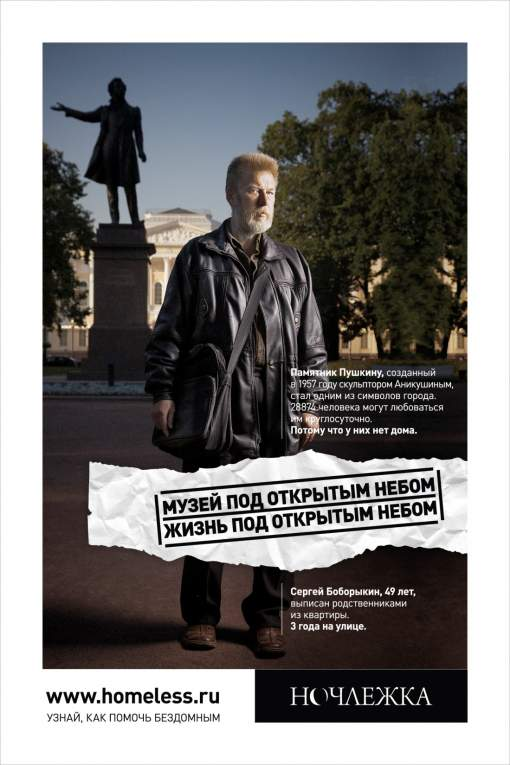 Памятник Пушкину, созданный
в 1957 году скульптором Аникушиным,
стал одним из символов города.
28874 человека могут любоваться
им круглосуточно.
Потому что у них нет дома.
МУЗЕЙ ПОД ОТКРЫТЫМ НЕБОМ
ЖИЗНЬ ПОД ОТКРЫТЫМ НЕБОМ
Сергей Боборыкин, 49 лет,
выписан родственниками
из квартиры.
3 года на улице.
www.homeless.ru
УЗНАЙ, КАК ПОМОЧЬ БЕЗДОМНЫМ
НОЧЛЕЖКА